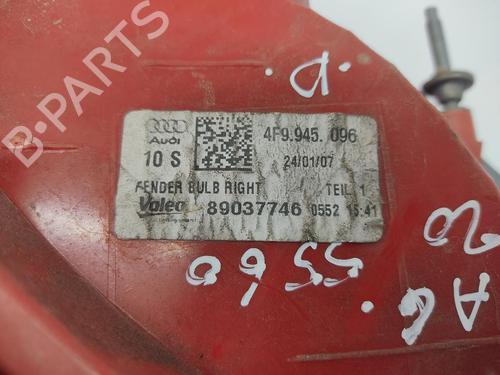 B-PARTS
.D.
Audi
4F9.945. 096
10 S
24/01/07
FENDER BULB RIGHT
TEIL 1
Valeo
89037746 0552 15:41
5560
A6.